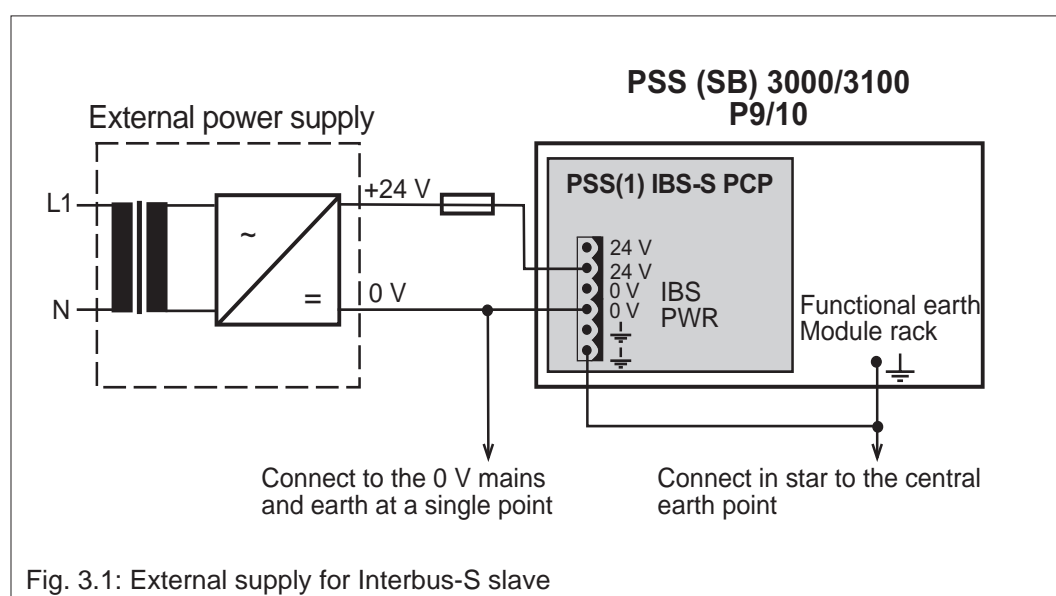 PSS (SB) 3000/3100
P9/10
External power supply
PSS(1) IBS-S PCP
L1
N
~
=
+24 V
0 V
24 V
24 V
0 V
0 V
IBS
PWR
Functional earth
Module rack
Connect to the 0 V mains
and earth at a single point
Connect in star to the central
earth point
Fig. 3.1: External supply for Interbus-S slave